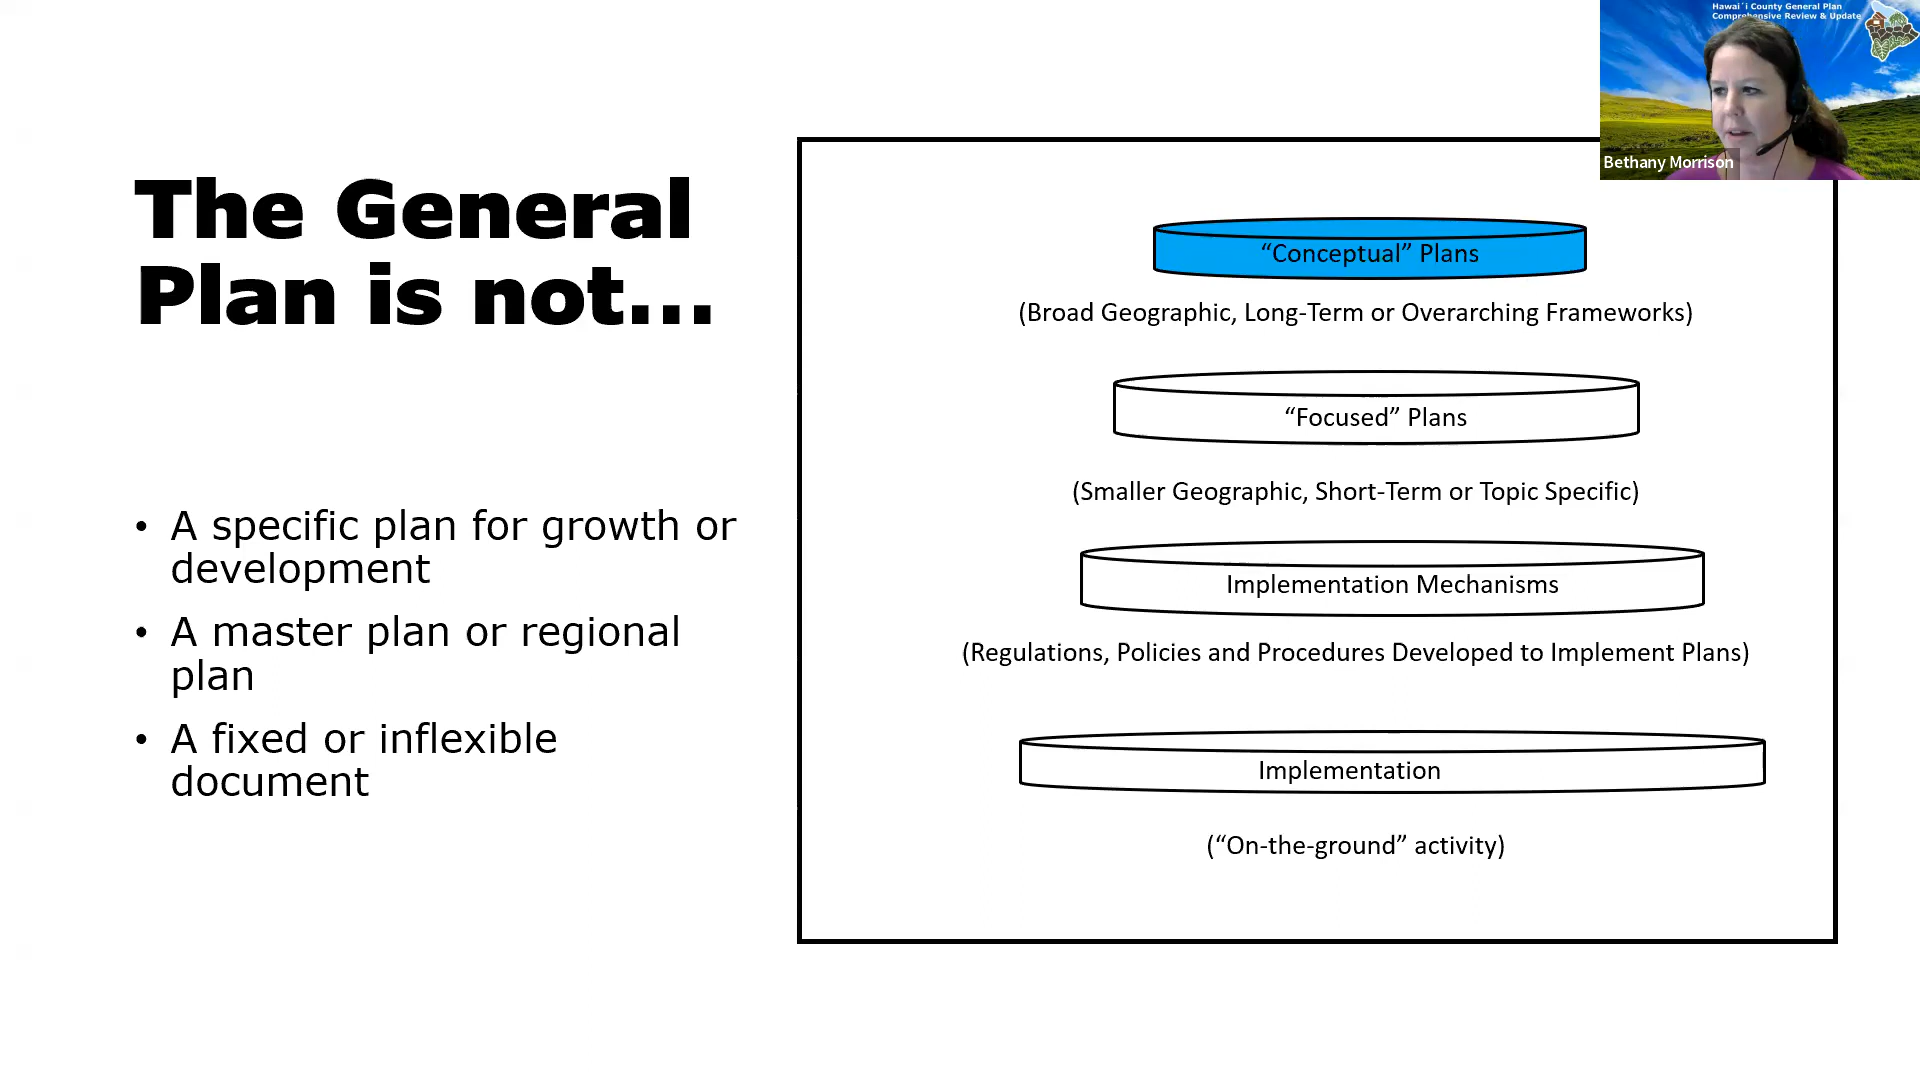 Hawai´i County General Plan
Comprehensive Review & Update
Bethany Morrison
The General
Plan is not...
• A specific plan for growth or
development
• A master plan or regional
plan
• A fixed or inflexible
document
“Conceptual” Plans
(Broad Geographic, Long-Term or Overarching Frameworks)
“Focused” Plans
(Smaller Geographic, Short-Term or Topic Specific)
Implementation Mechanisms
(Regulations, Policies and Procedures Developed to Implement Plans)
Implementation
(“On-the-ground” activity)